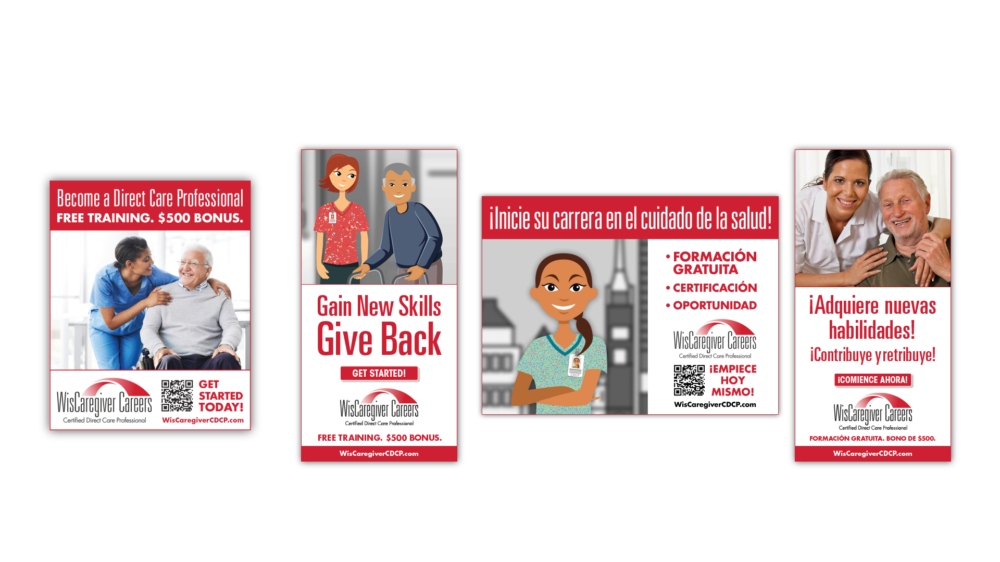 Become a Direct Care Professional
FREE TRAINING. $500 BONUS.
WisCaregiver Careers
Certified Direct Care Professional
GET
STARTED
TODAY!
WisCaregiverCDCP.com
Gain New Skills
Give Back
GET STARTED!
WisCaregiver Careers
Certified Direct Care Professional
FREE TRAINING. $500 BONUS.
WisCaregiverCDCP.com
¡Inicie su carrera en el cuidado de la salud!
• FORMACIÓN
GRATUITA
• CERTIFICACIÓN
• OPORTUNIDAD
CDCP
WisCaregiver Careers
Certified Direct Care Professional
¡EMPIECE
HOY
MISMO!
WisCaregiverCDCP.com
¡Adquiere nuevas
habilidades!
¡Contribuye y retribuye!
¡COMIENCE AHORA!
WisCaregiver Careers
Certified Direct Care Professional
FORMACIÓN GRATUITA. BONO DE $500.
WisCaregiverCDCP.com